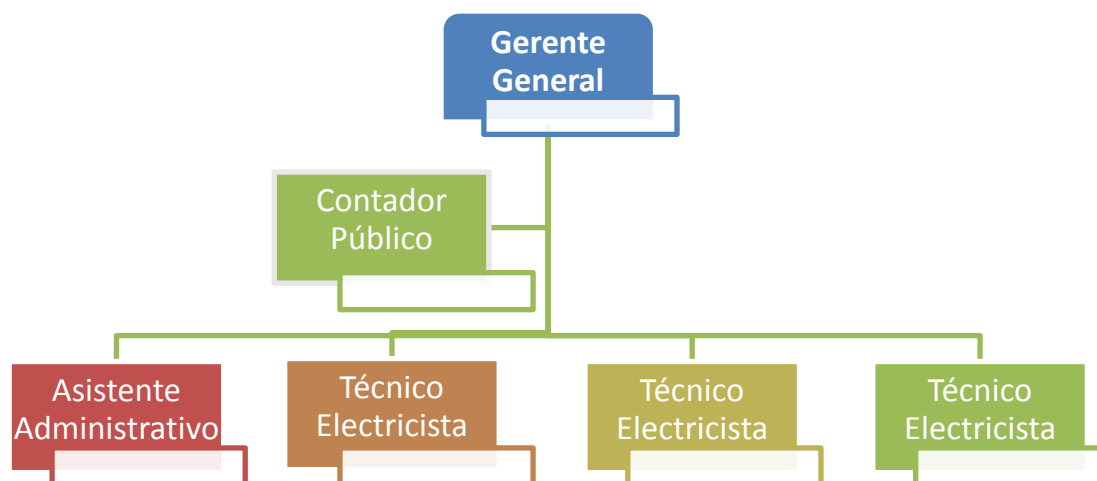 Gerente
General
Contador
Público
Asistente
Administrativo
Técnico
Electricista
Técnico
Electricista
Técnico
Electricista